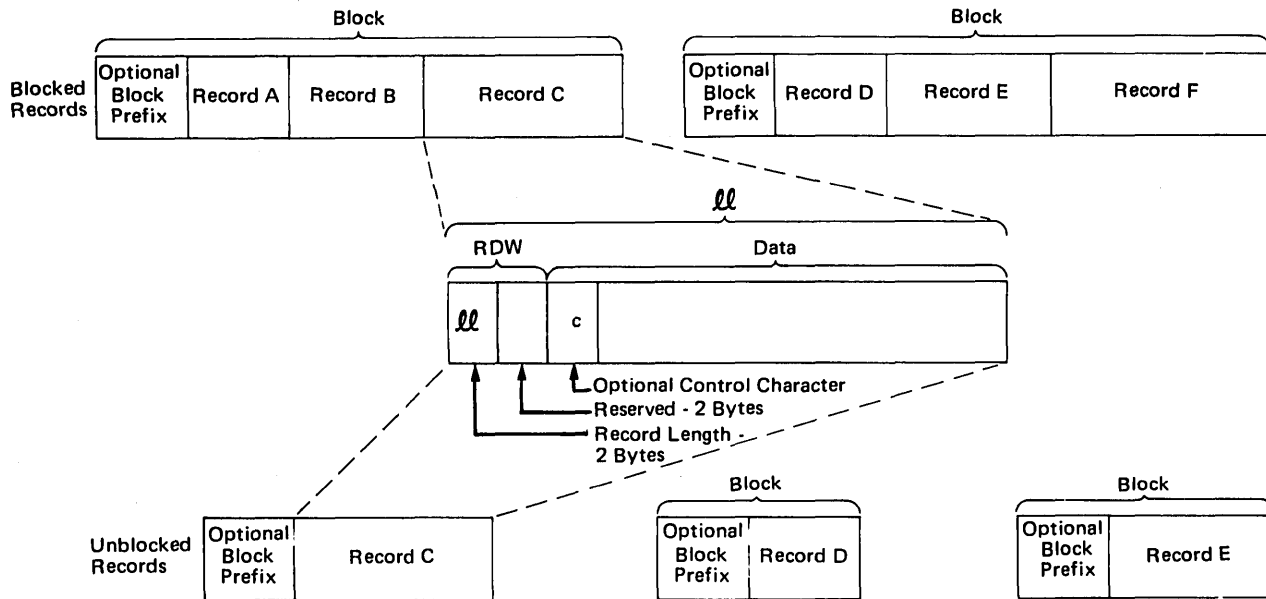 Block
Block
Blocked Records
Optional Block Prefix
Record A
Record B
Record C
Optional Block Prefix
Record D
Record E
Record F
ll
RDW
Data
ll
c
Optional Control Character
Reserved - 2 Bytes
Record Length -
2 Bytes
Block
Block
Unblocked Records
Optional Block Prefix
Record C
Optional Block Prefix
Record D
Optional Block Prefix
Record E